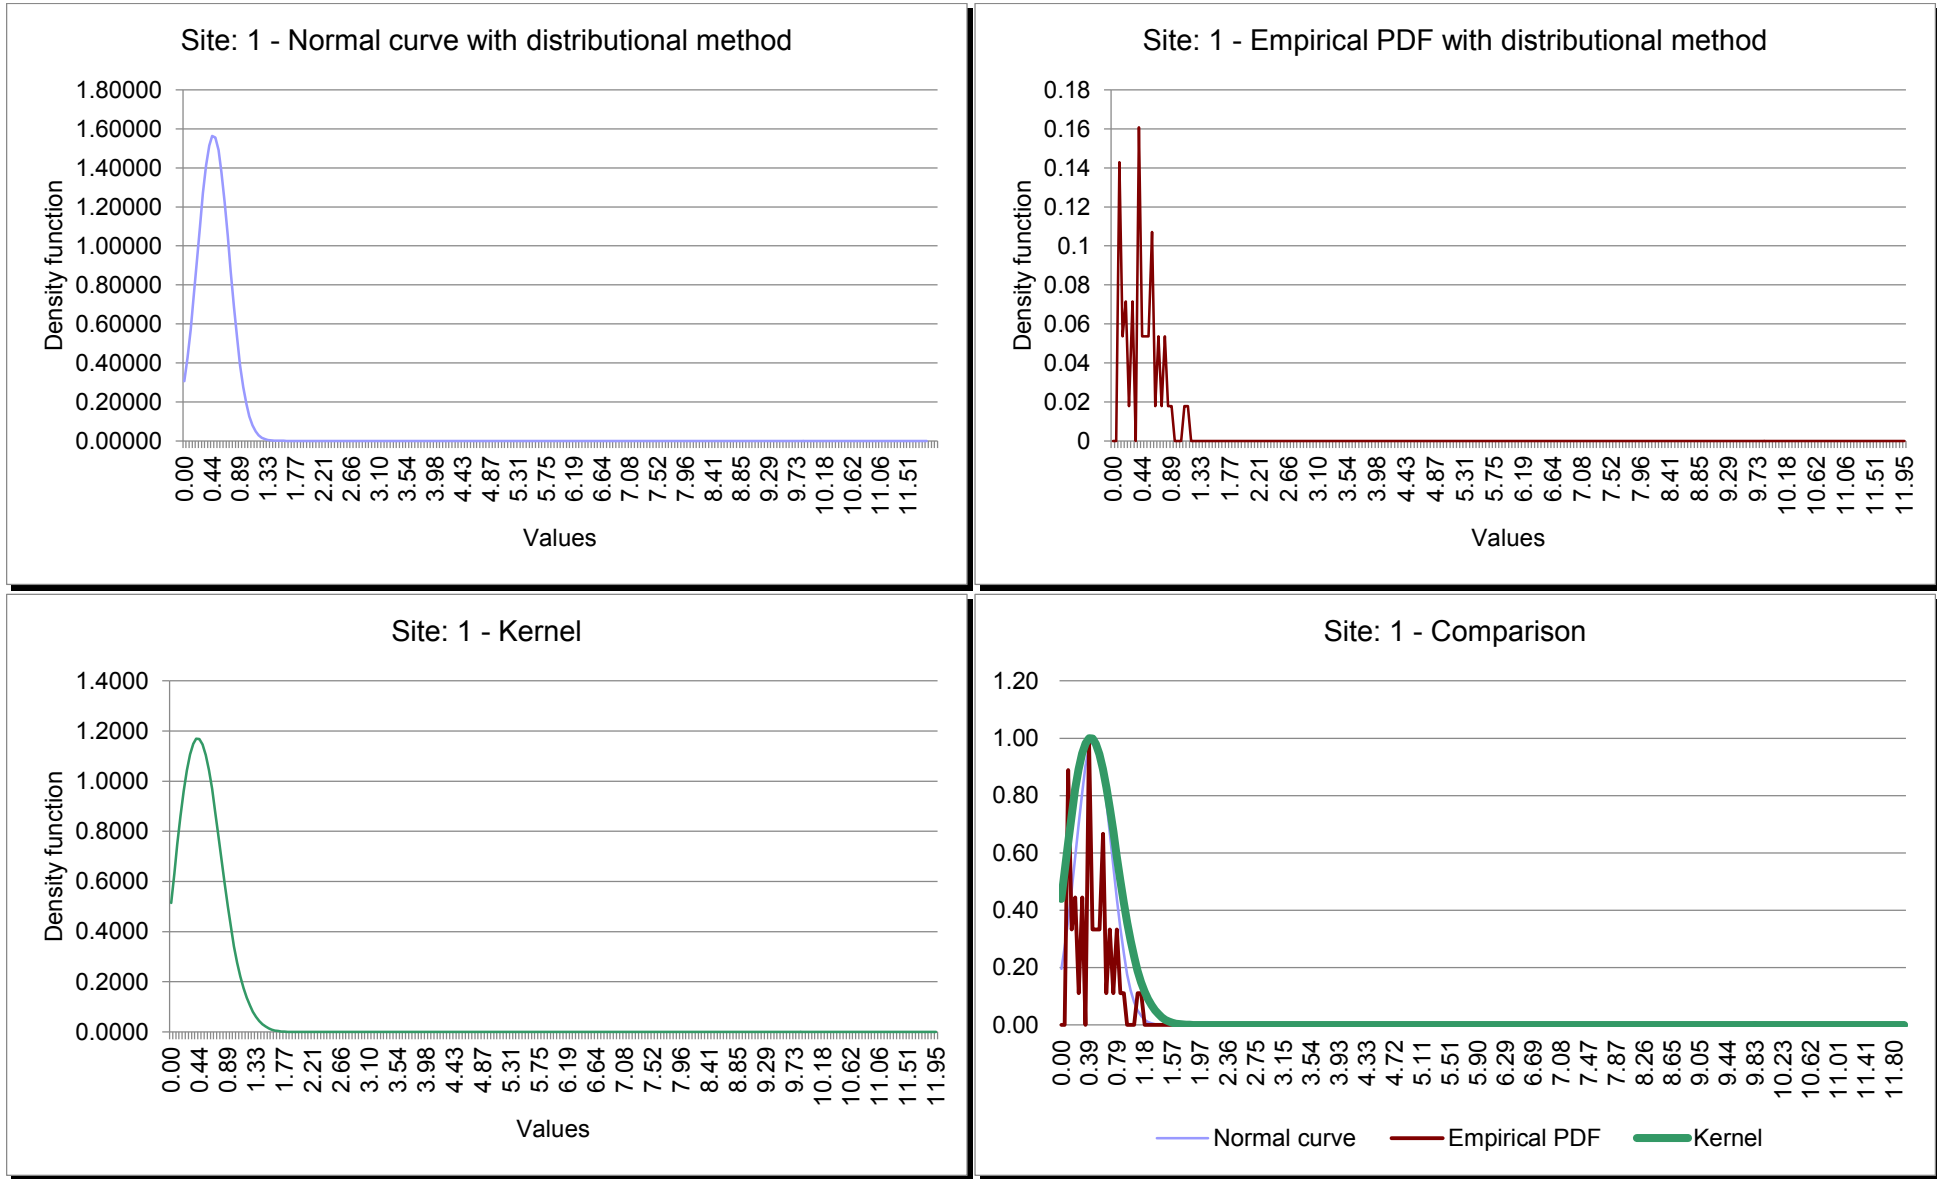 Site: 1 - Normal curve with distributional method
1.80000
1.60000
1.40000
1.20000
1.00000
0.80000
0.60000
0.40000
0.20000
0.00000
Density function
0.00 0.44 0.89 1.33 1.77 2.21 2.66 3.10 3.54 3.98 4.43 4.87 5.31 5.75 6.19 6.64 7.08 7.52 7.96 8.41 8.85 9.29 9.73 10.18 10.62 11.06 11.51
Values
Site: 1 - Empirical PDF with distributional method
0.18
0.16
0.14
0.12
0.1
0.08
0.06
0.04
0.02
0
Density function
0.00 0.44 0.89 1.33 1.77 2.21 2.66 3.10 3.54 3.98 4.43 4.87 5.31 5.75 6.19 6.64 7.08 7.52 7.96 8.41 8.85 9.29 9.73 10.18 10.62 11.06 11.51 11.95
Values
Site: 1 - Kernel
1.4000
1.2000
1.0000
0.8000
0.6000
0.4000
0.2000
0.0000
Density function
0.00 0.44 0.89 1.33 1.77 2.21 2.66 3.10 3.54 3.98 4.43 4.87 5.31 5.75 6.19 6.64 7.08 7.52 7.96 8.41 8.85 9.29 9.73 10.18 10.62 11.06 11.51 11.95
Values
Site: 1 - Comparison
1.20
1.00
0.80
0.60
0.40
0.20
0.00
0.00 0.39 0.79 1.18 1.57 1.97 2.36 2.75 3.15 3.54 3.93 4.33 4.72 5.11 5.51 5.90 6.29 6.69 7.08 7.47 7.87 8.26 8.65 9.05 9.44 9.83 10.23 10.62 11.01 11.41 11.80
Normal curve Empirical PDF Kernel